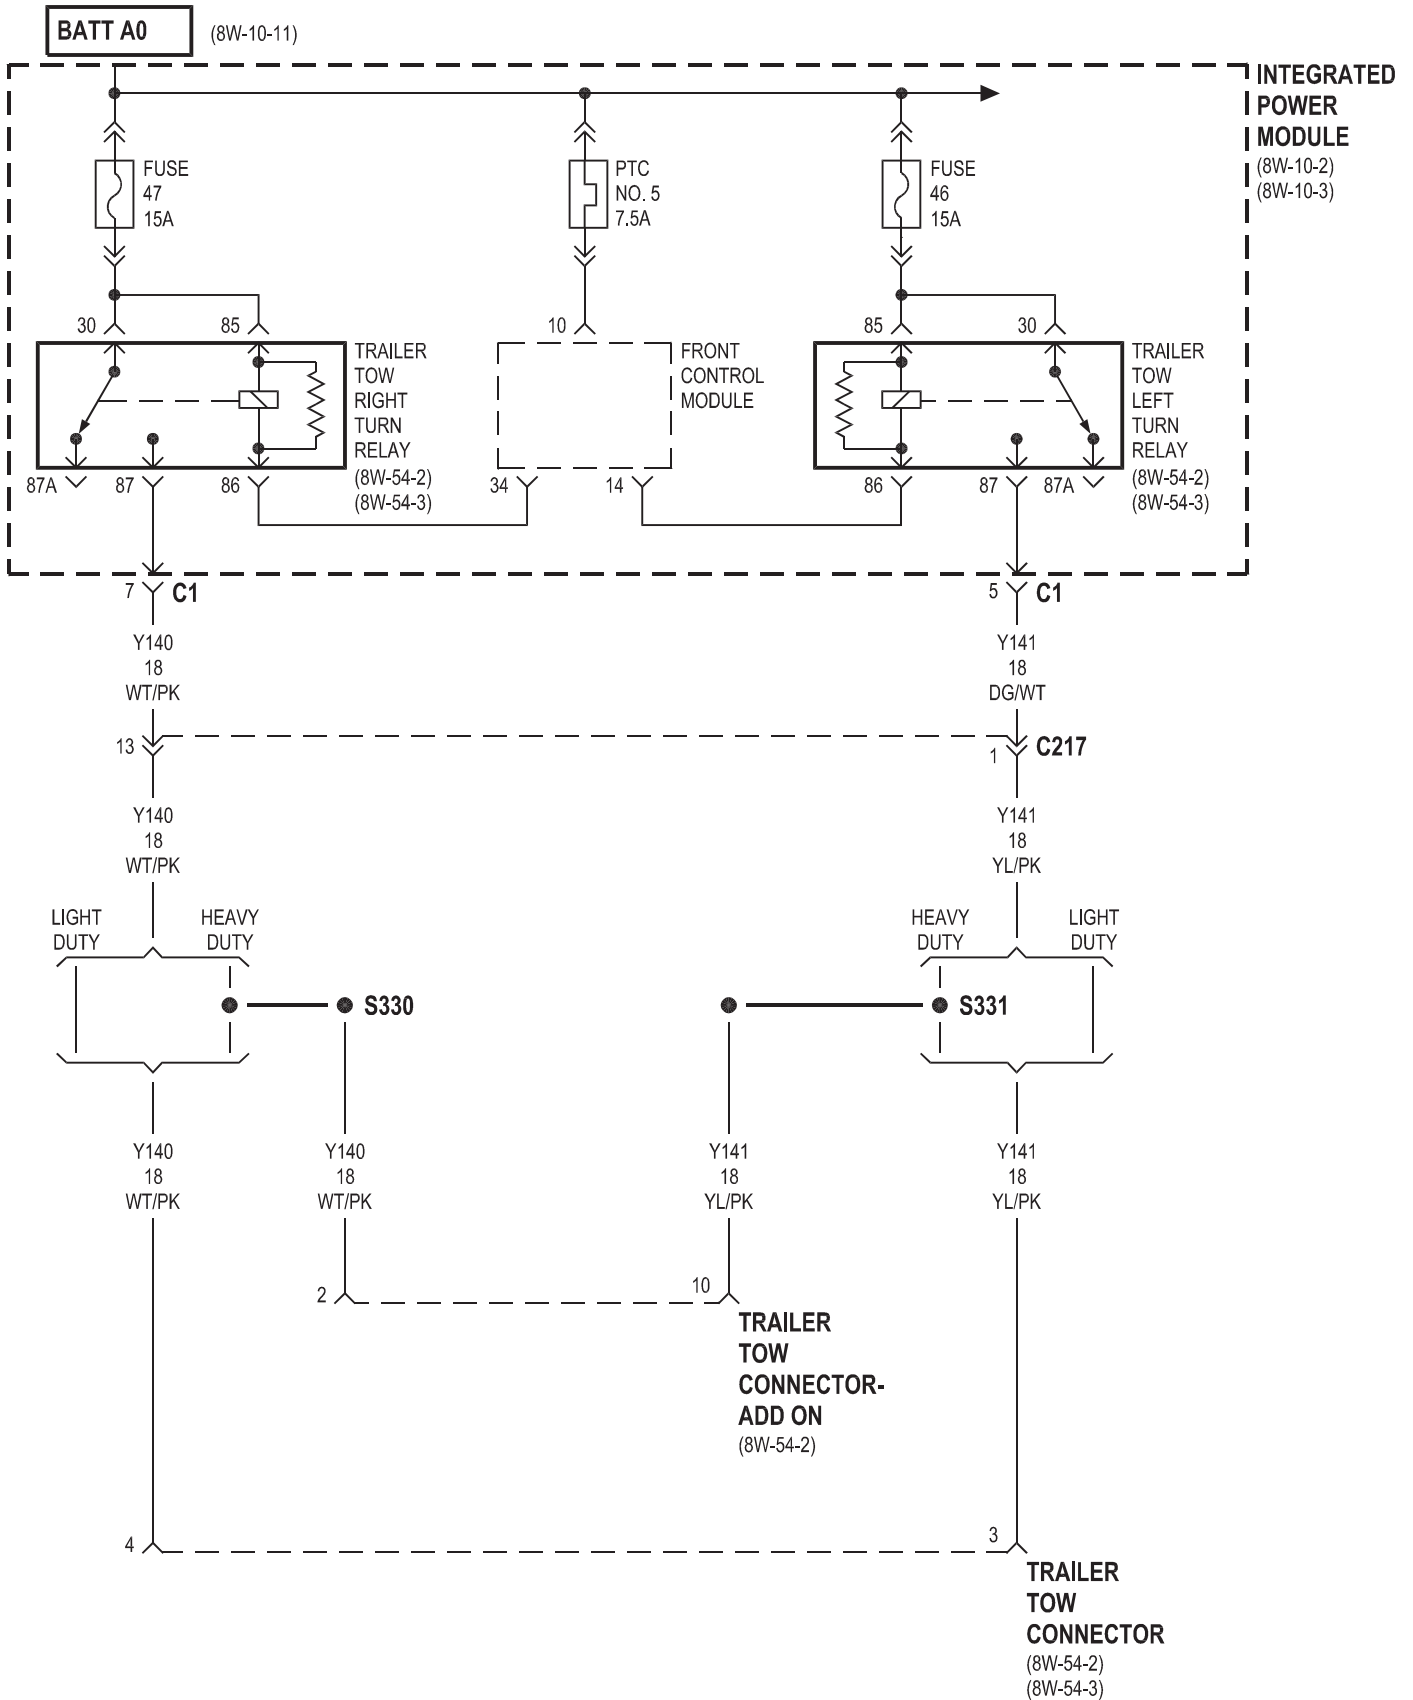 BATT A0
(8W-10-11)
INTEGRATED
POWER
MODULE
(8W-10-2)
(8W-10-3)
FUSE
47
15A
PTC
NO. 5
7.5A
FUSE
46
15A
30
85
10
85
30
TRAILER
TOW
RIGHT
TURN
RELAY
(8W-54-2)
(8W-54-3)
FRONT
CONTROL
MODULE
TRAILER
TOW
LEFT
TURN
RELAY
(8W-54-2)
(8W-54-3)
87A
87
86
34
14
86
87
87A
7
C1
5
C1
Y140
18
WT/PK
Y141
18
DG/WT
13
1
C217
Y140
18
WT/PK
Y141
18
YL/PK
LIGHT
DUTY
HEAVY
DUTY
HEAVY
DUTY
LIGHT
DUTY
S330
S331
Y140
18
WT/PK
Y140
18
WT/PK
Y141
18
YL/PK
Y141
18
YL/PK
2
10
TRAILER
TOW
CONNECTOR-
ADD ON
(8W-54-2)
4
3
TRAILER
TOW
CONNECTOR
(8W-54-2)
(8W-54-3)